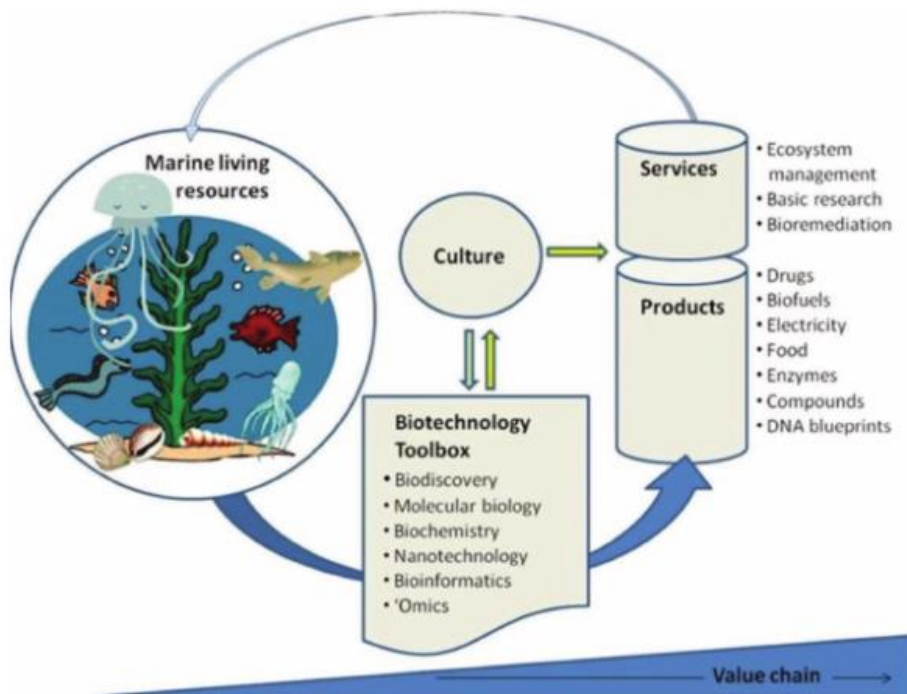 Marine living
resources
Culture
Services
• Ecosystem
management
• Basic research
• Bioremediation
Products
• Drugs
• Biofuels
• Electricity
• Food
• Enzymes
• Compounds
• DNA blueprints
Biotechnology
Toolbox
• Biodiscovery
• Molecular biology
• Biochemistry
• Nanotechnology
• Bioinformatics
• 'Omics
Value chain